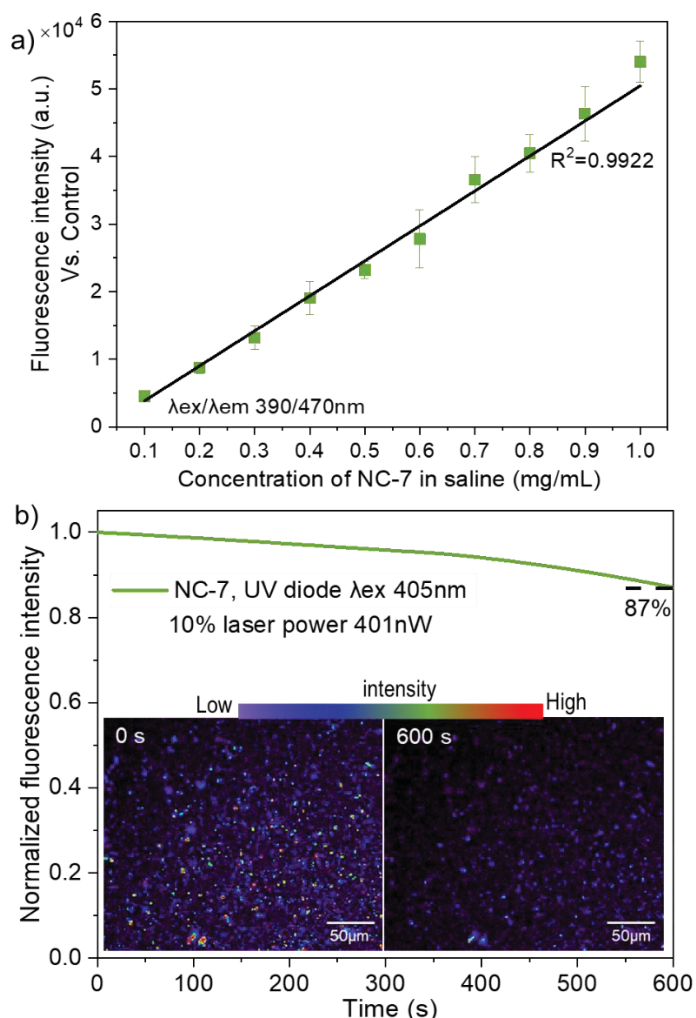 a)
×10⁴
6
5
4
3
2
1
0
Fluorescence intensity (a.u.)
Vs. Control
R²=0.9922
λex/λem 390/470nm
0.1 0.2 0.3 0.4 0.5 0.6 0.7 0.8 0.9 1.0
Concentration of NC-7 in saline (mg/mL)
b)
1.0
0.8
0.6
0.4
0.2
0.0
Normalized fluorescence intensity
NC-7, UV diode λex 405nm
10% laser power 401nW
87%
intensity
Low High
0 s 600 s
50µm 50µm
0 100 200 300 400 500 600
Time (s)